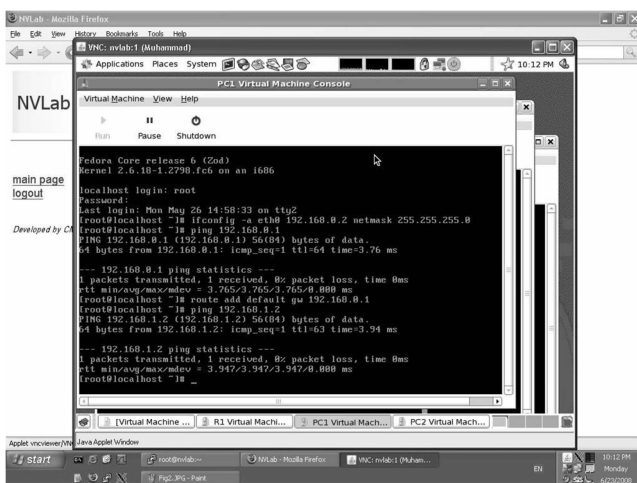 NVLab - Mozilla Firefox
File Edit View History Bookmarks Tools Help
VNC: nvlab:1 (Muhammad)
Applications Places System 10:12 PM
PC1 Virtual Machine Console
NVLab
Virtual Machine View Help
Run Pause Shutdown
Fedora Core release 6 (Zod)
Kernel 2.6.18-1.2798.fc6 on an i686
main page
logout
localhost login: root
Password:
Last login: Mon May 26 14:58:33 on tty2
[root@localhost ~]# ifconfig -a eth0 192.168.0.2 netmask 255.255.255.0
[root@localhost ~]# ping 192.168.0.1
PING 192.168.0.1 (192.168.0.1) 56(84) bytes of data.
64 bytes from 192.168.0.1: icmp_seq=1 ttl=64 time=3.76 ms
Developed by
--- 192.168.0.1 ping statistics ---
1 packets transmitted, 1 received, 0% packet loss, time 0ms
rtt min/avg/max/mdev = 3.765/3.765/3.765/0.000 ms
[root@localhost ~]# route add default gw 192.168.0.1
[root@localhost ~]# ping 192.168.1.2
PING 192.168.1.2 (192.168.1.2) 56(84) bytes of data.
64 bytes from 192.168.1.2: icmp_seq=1 ttl=63 time=3.94 ms
--- 192.168.1.2 ping statistics ---
1 packets transmitted, 1 received, 0% packet loss, time 0ms
rtt min/avg/max/mdev = 3.947/3.947/3.947/0.000 ms
[root@localhost ~]# _
[Virtual Machine ... R1 Virtual Machi... PC1 Virtual Mach... PC2 Virtual Mach...
Applet vncviewer/VN Java Applet Window
start root@nvlab:~ NVLab - Mozilla Firefox VNC: nvlab:1 (Muham... 10:12 PM
EN Monday
Fig2.JPG - Paint 6/23/2008